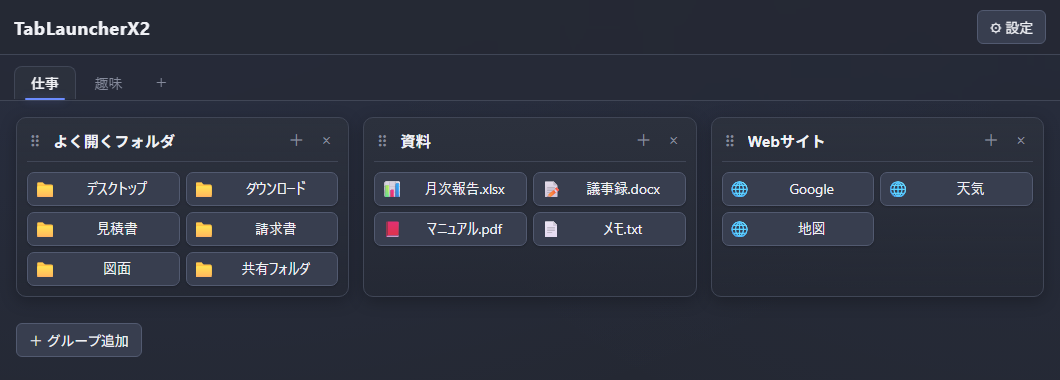 TabLauncherX2
⚙ 設定
仕事 趣味 +
よく開くフォルダ + ×
デスクトップ ダウンロード
見積書 請求書
図面 共有フォルダ
資料 + ×
月次報告.xlsx 議事録.docx
マニュアル.pdf メモ.txt
Webサイト + ×
Google 天気
地図
+ グループ追加